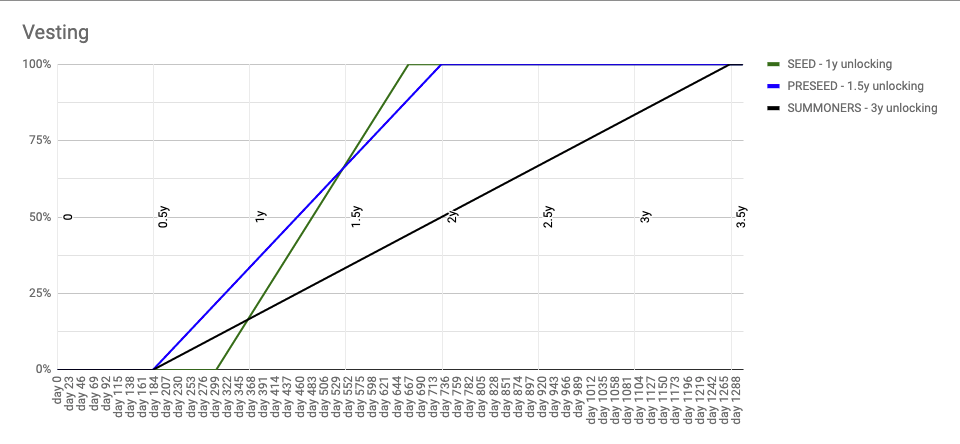 Vesting
100%
75%
50%
25%
0%
0
0.5y
1y
1.5y
2y
2.5y
3y
3.5y
SEED - 1y unlocking
PRESEED - 1.5y unlocking
SUMMONERS - 3y unlocking
day 0
day 23
day 46
day 69
day 92
day 115
day 138
day 161
day 184
day 207
day 230
day 253
day 276
day 299
day 322
day 345
day 368
day 391
day 414
day 437
day 460
day 483
day 506
day 529
day 552
day 575
day 598
day 621
day 644
day 667
day 690
day 713
day 736
day 759
day 782
day 805
day 828
day 851
day 874
day 897
day 920
day 943
day 966
day 989
day 1012
day 1035
day 1058
day 1081
day 1104
day 1127
day 1150
day 1173
day 1196
day 1219
day 1242
day 1265
day 1288